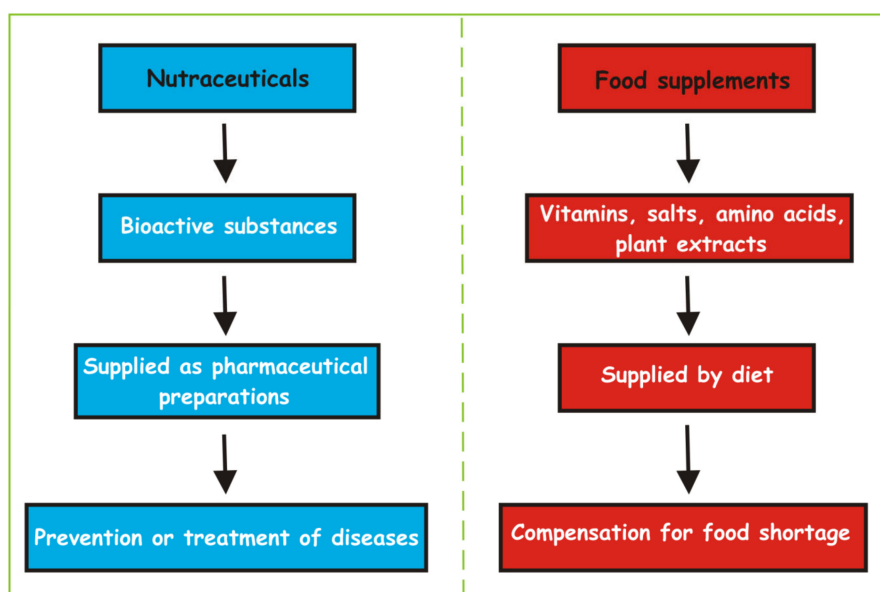 Nutraceuticals
Bioactive substances
Supplied as pharmaceutical
preparations
Prevention or treatment of diseases
Food supplements
Vitamins, salts, amino acids,
plant extracts
Supplied by diet
Compensation for food shortage